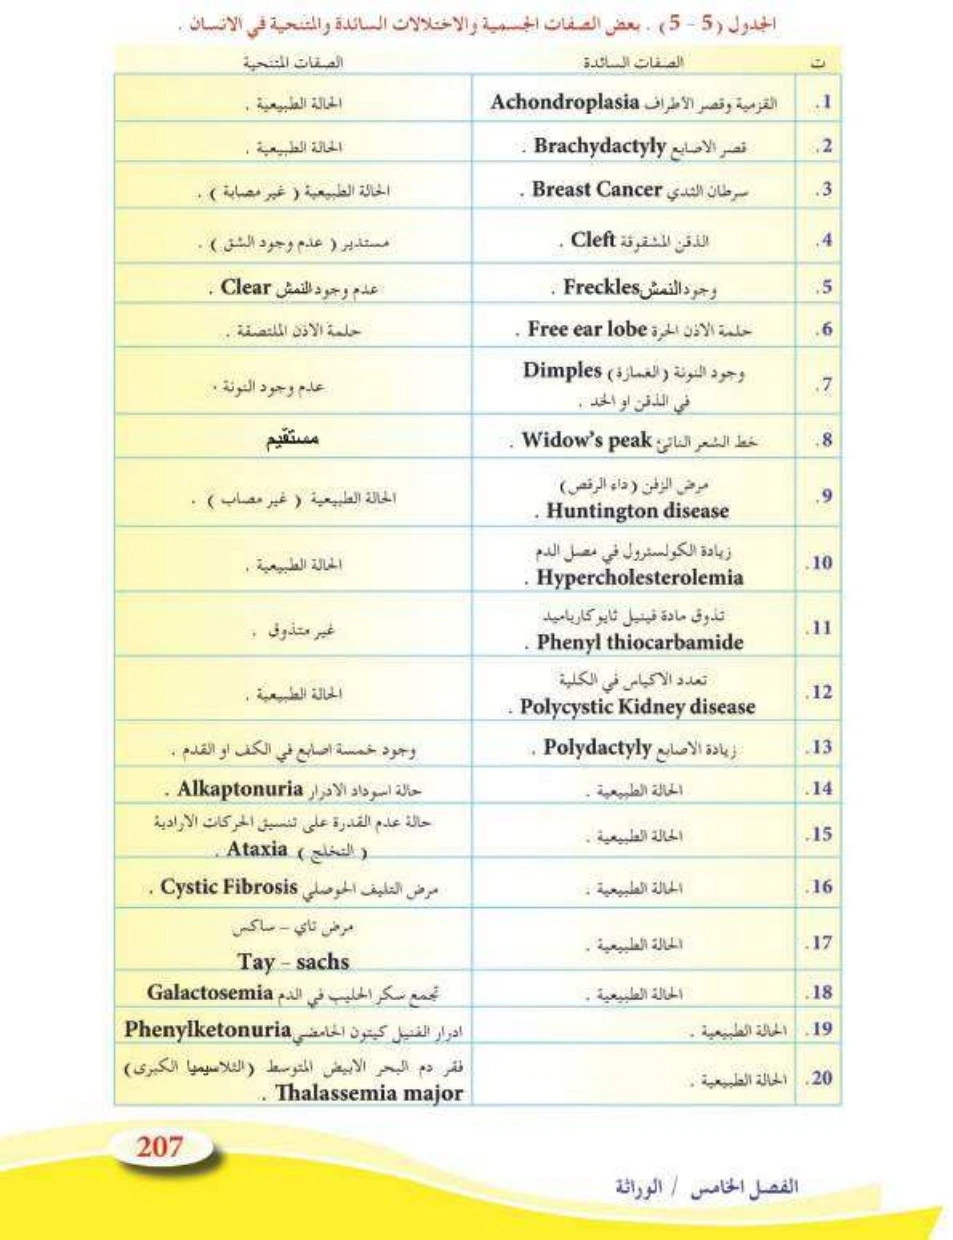 الجدول (5 - 5) . بعض الصفات الجسمية والاختلالات السائدة والمتنحية في الانسان .
ت الصفات السائدة الصفات المتنحية
1. القزمية وقصر الأطراف Achondroplasia الحالة الطبيعية .
2. قصر الاصابع Brachydactyly . الحالة الطبيعية .
3. سرطان الثدي Breast Cancer . الحالة الطبيعية ( غير مصابة ) .
4. الذقن المشقوقة Cleft . مستدير ( عدم وجود الشق ) .
5. وجود النمش Freckles . عدم وجود النمش Clear .
6. حلمة الاذن الحرة Free ear lobe . حلمة الاذن الملتصقة .
7. وجود النونة (الغمازة) Dimples عدم وجود النونة .
في الذقن او الخد .
8. خط الشعر الناتئ Widow's peak . مستقيم
9. مرض الزفن (داء الرقص) الحالة الطبيعية ( غير مصاب ) .
Huntington disease .
10. زيادة الكولسترول في مصل الدم الحالة الطبيعية .
Hypercholesterolemia .
11. تذوق مادة فينيل ثايوكارباميد غير متذوق .
Phenyl thiocarbamide .
12. تعدد الاكياس في الكلية الحالة الطبيعية .
Polycystic Kidney disease .
13. زيادة الاصابع Polydactyly . وجود خمسة اصابع في الكف او القدم .
14. الحالة الطبيعية . حالة اسوداد الادرار Alkaptonuria .
15. الحالة الطبيعية . حالة عدم القدرة على تنسيق الحركات الارادية
( التخلج ) Ataxia .
16. الحالة الطبيعية . مرض التليف الحوصلي Cystic Fibrosis .
17. الحالة الطبيعية . مرض تاي – ساكس
Tay – sachs
18. الحالة الطبيعية . تجمع سكر الحليب في الدم Galactosemia
19. الحالة الطبيعية . ادرار الفنيل كيتون الحامضي Phenylketonuria
20. الحالة الطبيعية . فقر دم البحر الابيض المتوسط (الثلاسيميا الكبرى)
Thalassemia major .
207
الفصل الخامس / الوراثة